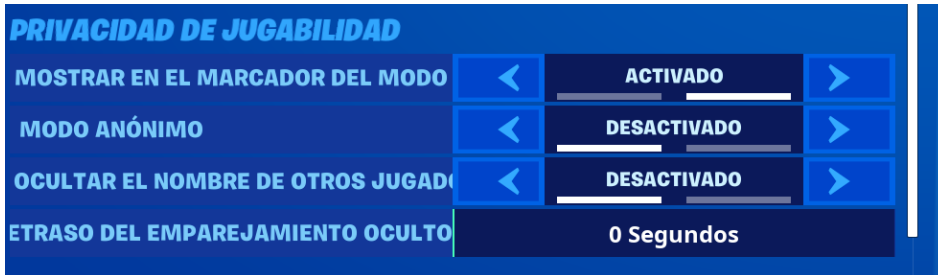 PRIVACIDAD DE JUGABILIDAD
MOSTRAR EN EL MARCADOR DEL MODO ACTIVADO
MODO ANÓNIMO DESACTIVADO
OCULTAR EL NOMBRE DE OTROS JUGAD DESACTIVADO
ETRASO DEL EMPAREJAMIENTO OCULTO 0 Segundos